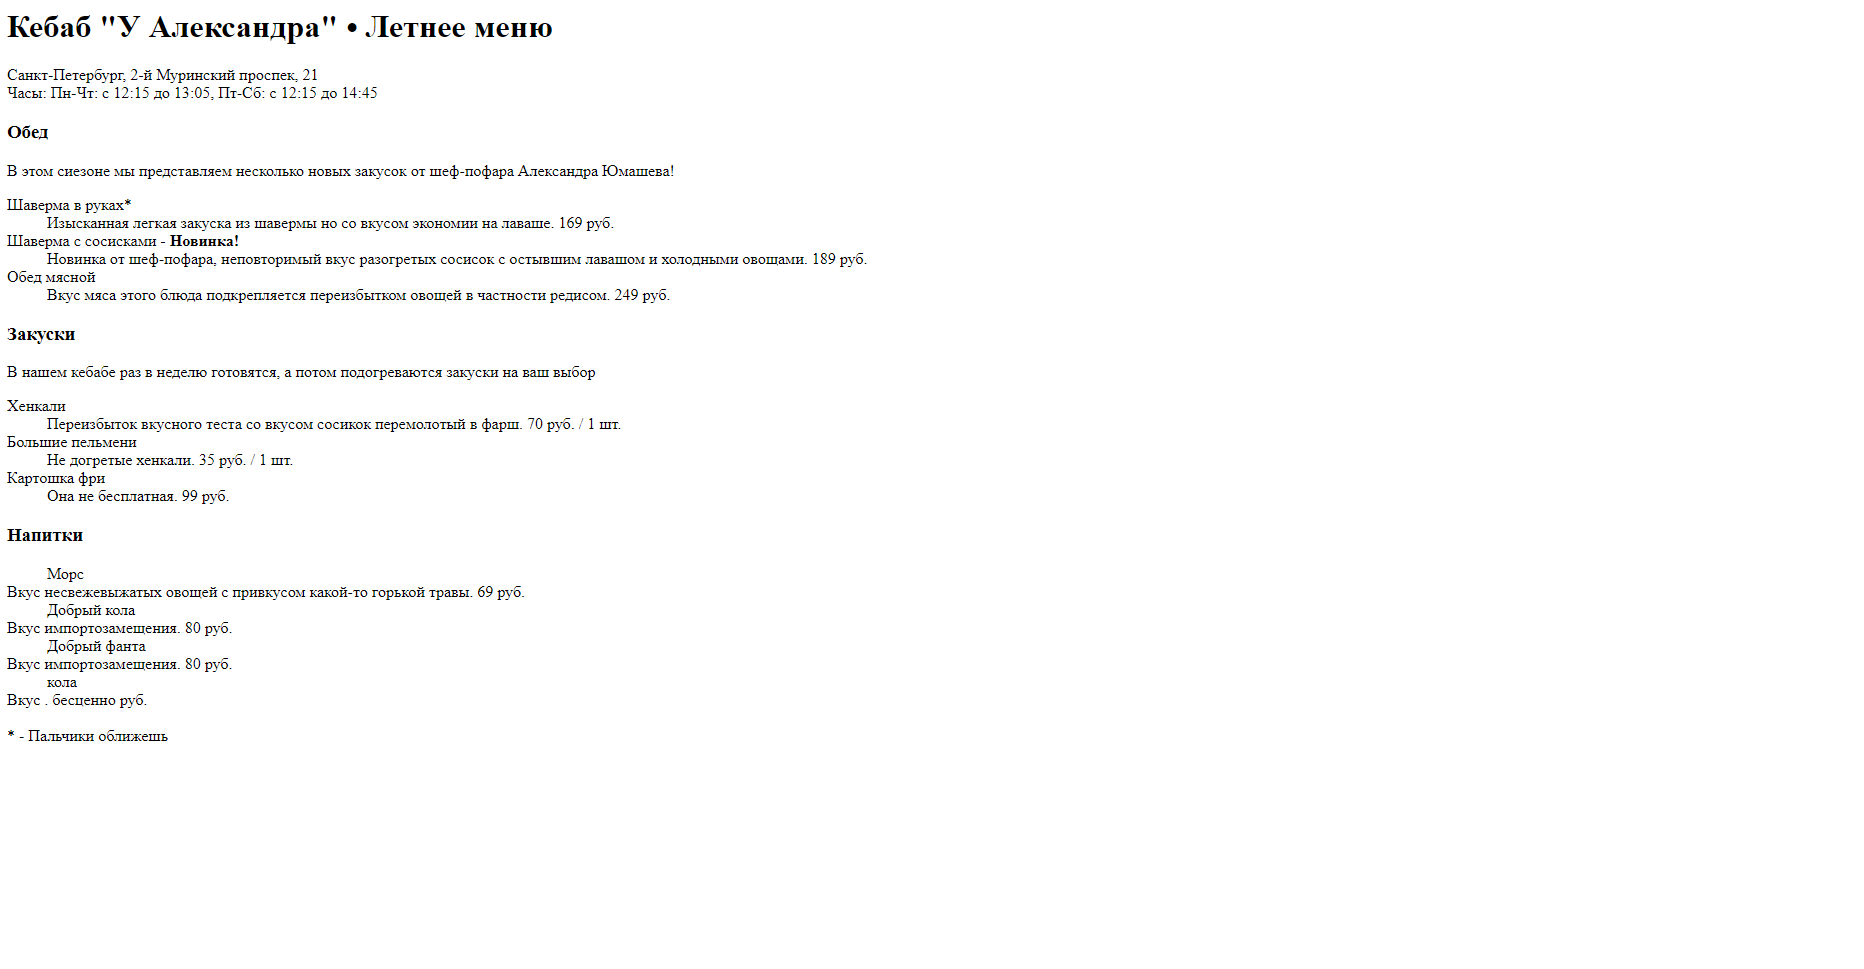 Кебаб "У Александра" • Летнее меню
Санкт-Петербург, 2-й Муринский проспек, 21
Часы: Пн-Чт: с 12:15 до 13:05, Пт-Сб: с 12:15 до 14:45
Обед
В этом сиезоне мы представляем несколько новых закусок от шеф-пофара Александра Юмашева!
Шаверма в руках*
Изысканная легкая закуска из шавермы но со вкусом экономии на лаваше. 169 руб.
Шаверма с сосисками - Новинка!
Новинка от шеф-пофара, неповторимый вкус разогретых сосисок с остывшим лавашом и холодными овощами. 189 руб.
Обед мясной
Вкус мяса этого блюда подкрепляется переизбытком овощей в частности редисом. 249 руб.
Закуски
В нашем кебабе раз в неделю готовятся, а потом подогреваются закуски на ваш выбор
Хенкали
Переизбыток вкусного теста со вкусом сосикок перемолотый в фарш. 70 руб. / 1 шт.
Большие пельмени
Не догретые хенкали. 35 руб. / 1 шт.
Картошка фри
Она не бесплатная. 99 руб.
Напитки
Морс
Вкус несвежевыжатых овощей с привкусом какой-то горькой травы. 69 руб.
Добрый кола
Вкус импортозамещения. 80 руб.
Добрый фанта
Вкус импортозамещения. 80 руб.
кола
Вкус . бесценно руб.
* - Пальчики оближешь